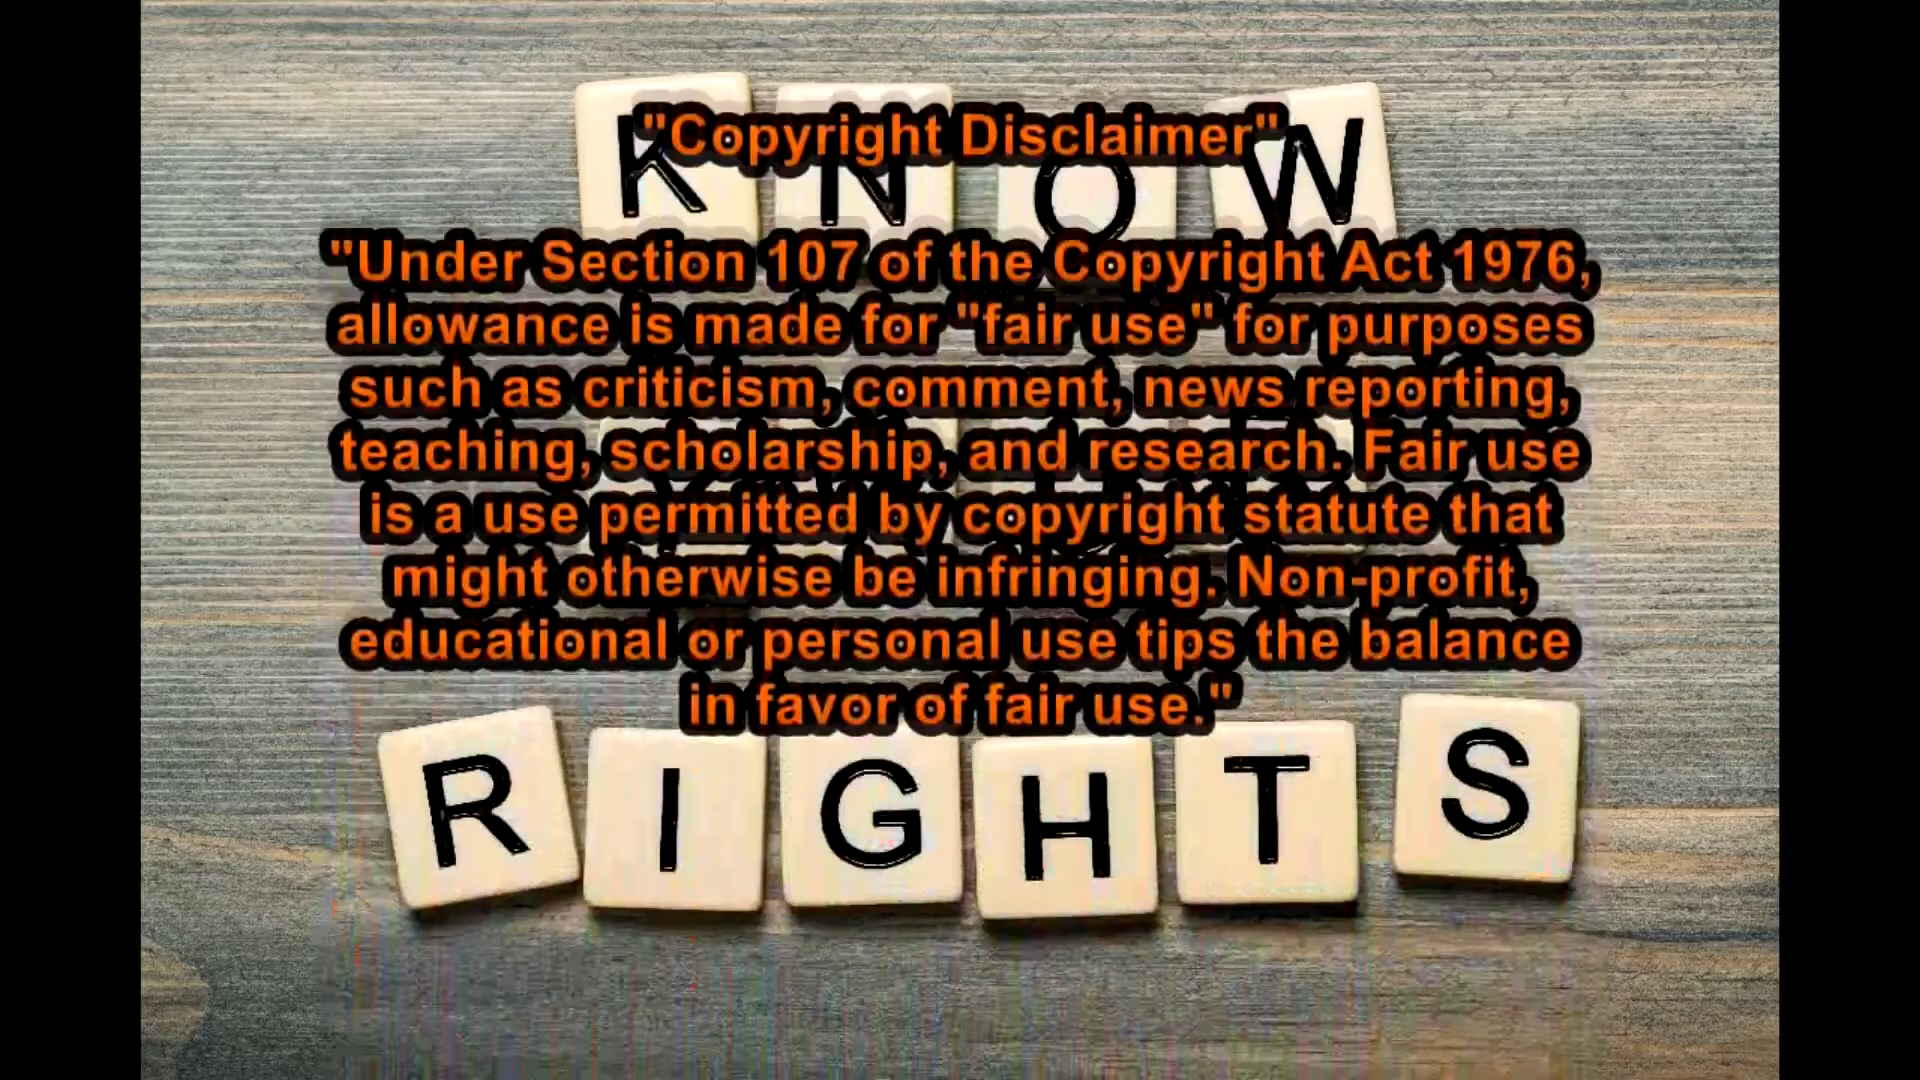 "Copyright Disclaimer"
KNOW
"Under Section 107 of the Copyright Act 1976,
allowance is made for "fair use" for purposes
such as criticism, comment, news reporting,
teaching, scholarship, and research. Fair use
is a use permitted by copyright statute that
might otherwise be infringing. Non-profit,
educational or personal use tips the balance
in favor of fair use."
RIGHTS